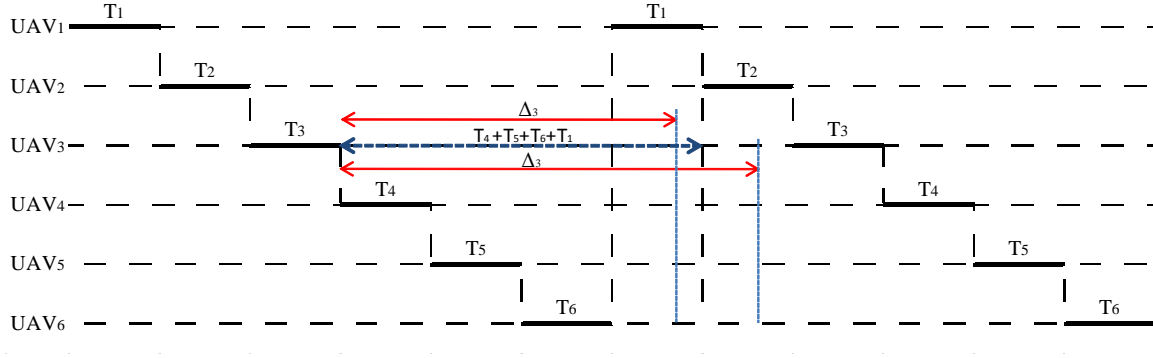 T1 T1
UAV1
T2 T2
UAV2
Δ3
T3 T4+T5+T6+T1 T3
UAV3
Δ3
T4 T4
UAV4
T5 T5
UAV5
T6 T6
UAV6